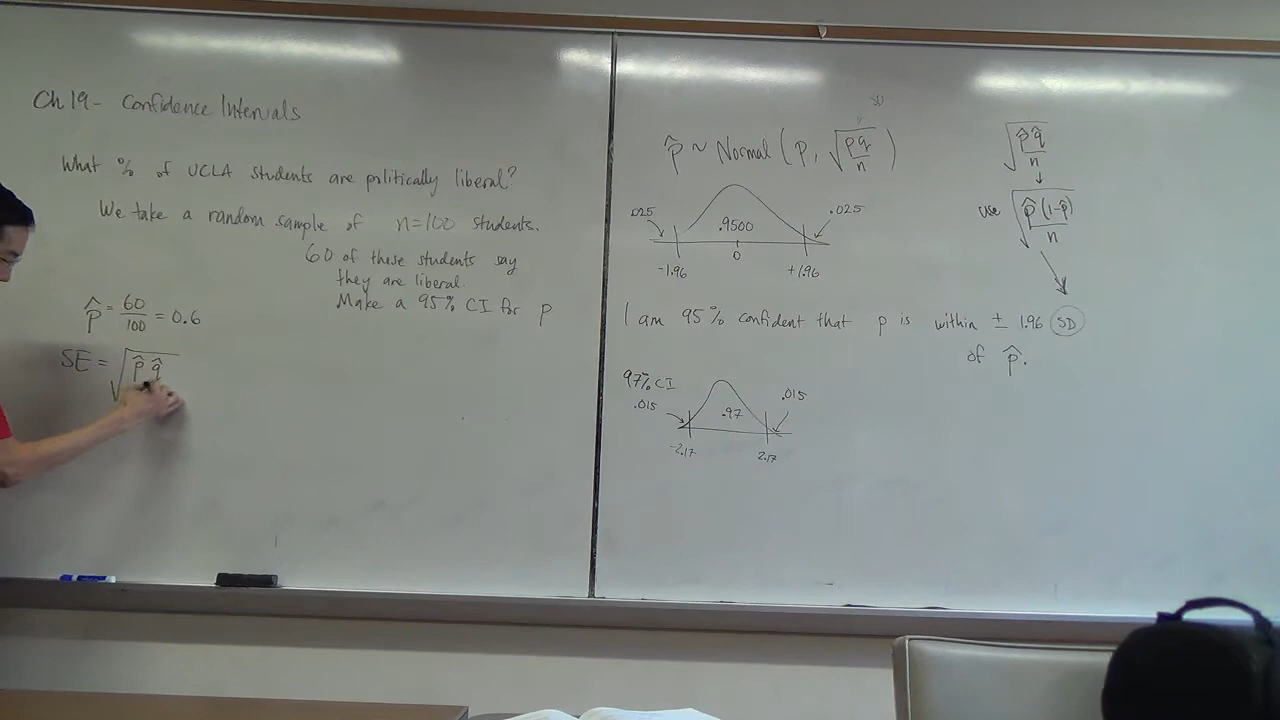 Ch 19 - Confidence Intervals
What % of UCLA students are politically liberal?
We take a random sample of n=100 students.
60 of these students say
they are liberal.
Make a 95% CI for p
p̂ = 60/100 = 0.6
SE = √p̂ q̂
SD
p̂ ~ Normal (p, √(pq/n))
.025 .9500 .025
-1.96 0 +1.96
√(p̂q̂/n)
↓
use √(p̂(1-p̂)/n)
I am 95% confident that p is within ± 1.96 SD
of p̂.
97% CI
.015 .97 .015
-2.17 2.17